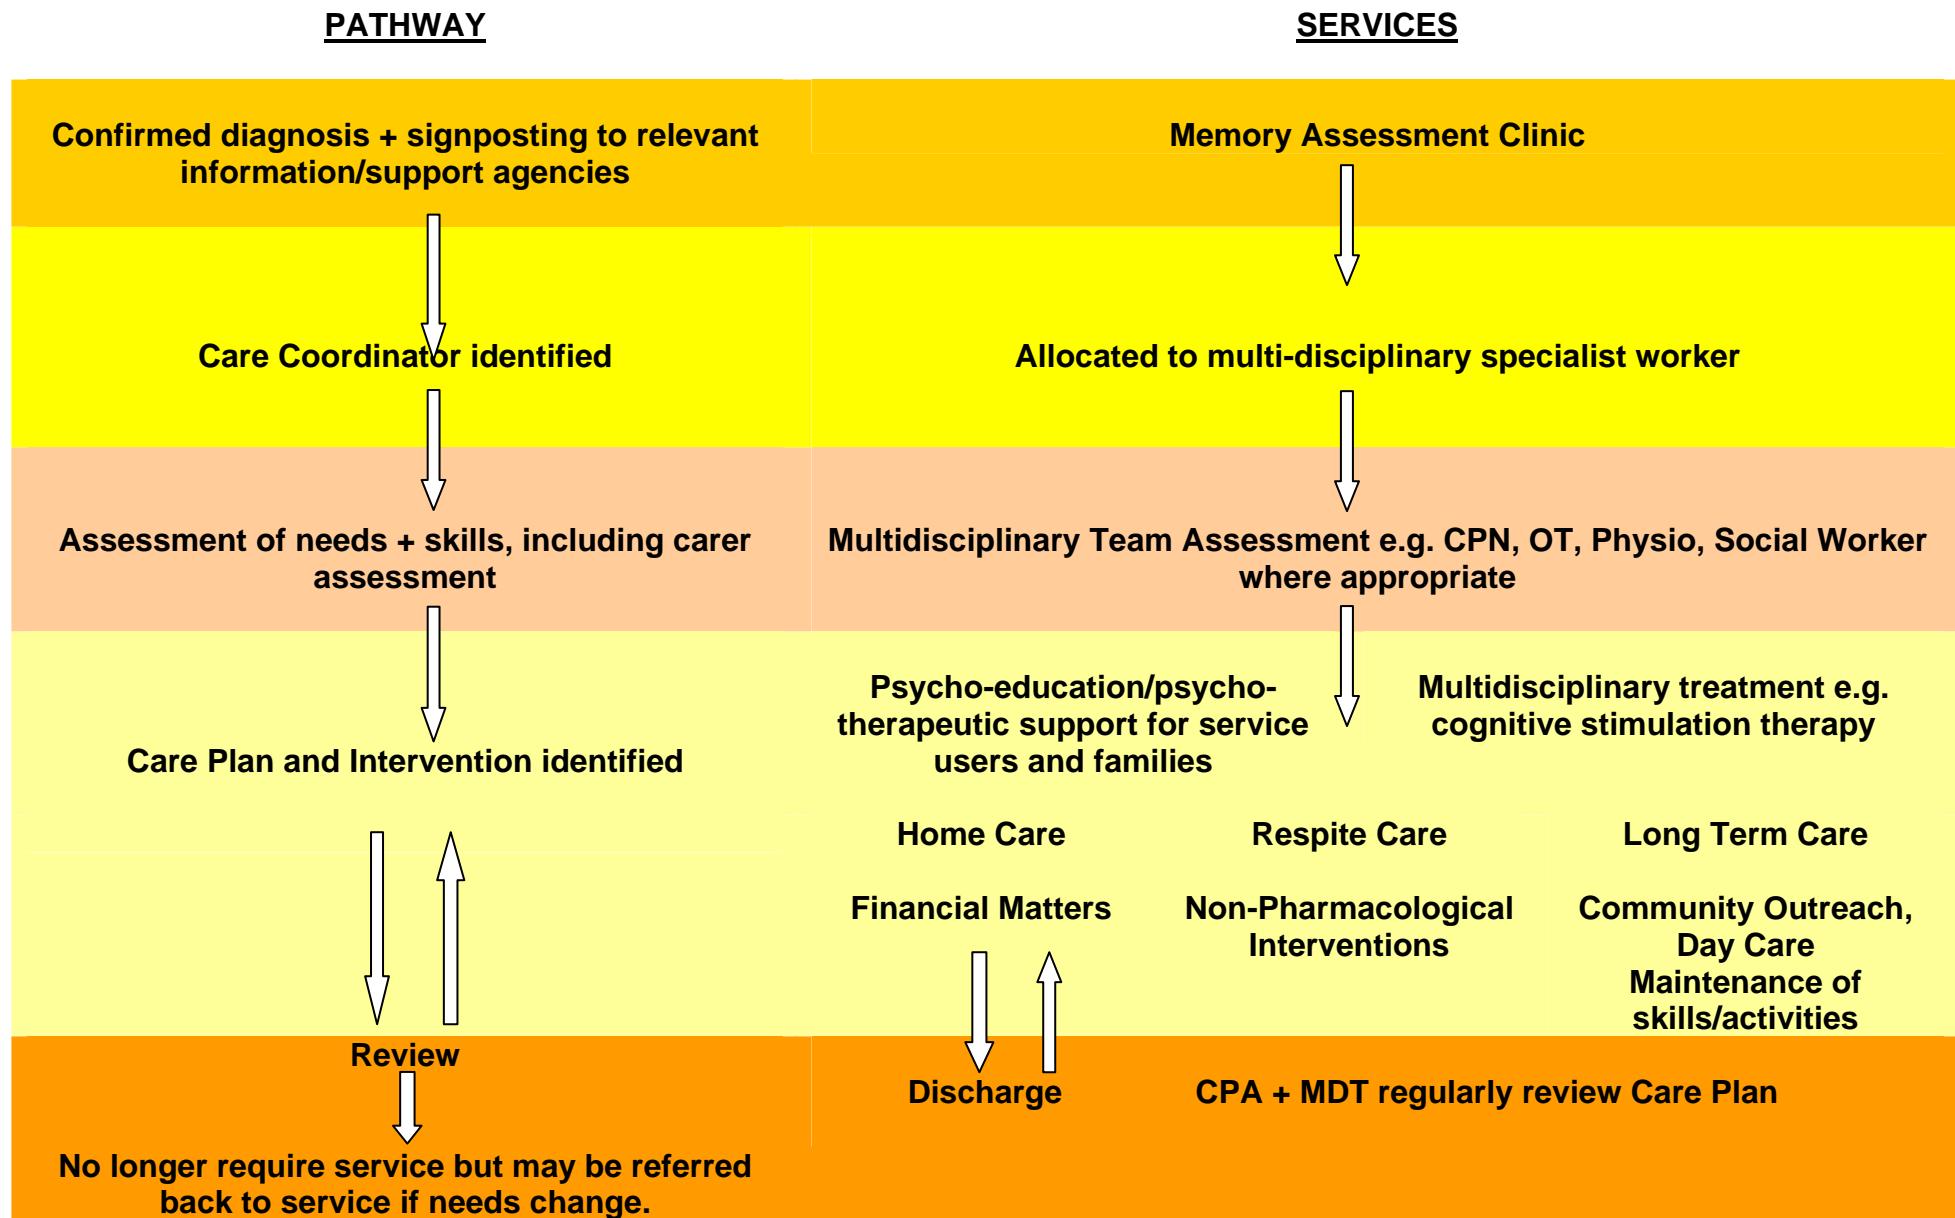 PATHWAY
SERVICES
Confirmed diagnosis + signposting to relevant
information/support agencies
Memory Assessment Clinic
Care Coordinator identified
Allocated to multi-disciplinary specialist worker
Assessment of needs + skills, including carer
assessment
Multidisciplinary Team Assessment e.g. CPN, OT, Physio, Social Worker
where appropriate
Care Plan and Intervention identified
Psycho-education/psycho-
therapeutic support for service
users and families
Multidisciplinary treatment e.g.
cognitive stimulation therapy
Home Care
Respite Care
Long Term Care
Financial Matters
Non-Pharmacological
Interventions
Community Outreach,
Day Care
Maintenance of
skills/activities
Review
No longer require service but may be referred
back to service if needs change.
Discharge
CPA + MDT regularly review Care Plan